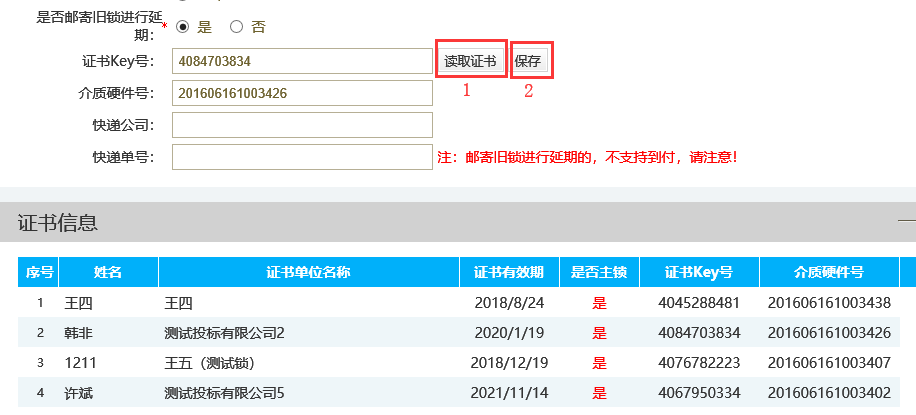 是否邮寄旧锁进行延
期：* 是 否
证书Key号： 4084703834 读取证书 保存
介质硬件号： 201606161003426 1 2
快递公司：
快递单号： 注：邮寄旧锁进行延期的，不支持到付，请注意！
证书信息
序号 姓名 证书单位名称 证书有效期 是否主锁 证书Key号 介质硬件号
1 王四 王四 2018/8/24 是 4045288481 201606161003438
2 韩非 测试投标有限公司2 2020/1/19 是 4084703834 201606161003426
3 1211 王五（测试锁） 2018/12/19 是 4076782223 201606161003407
4 许斌 测试投标有限公司5 2021/11/14 是 4067950334 201606161003402